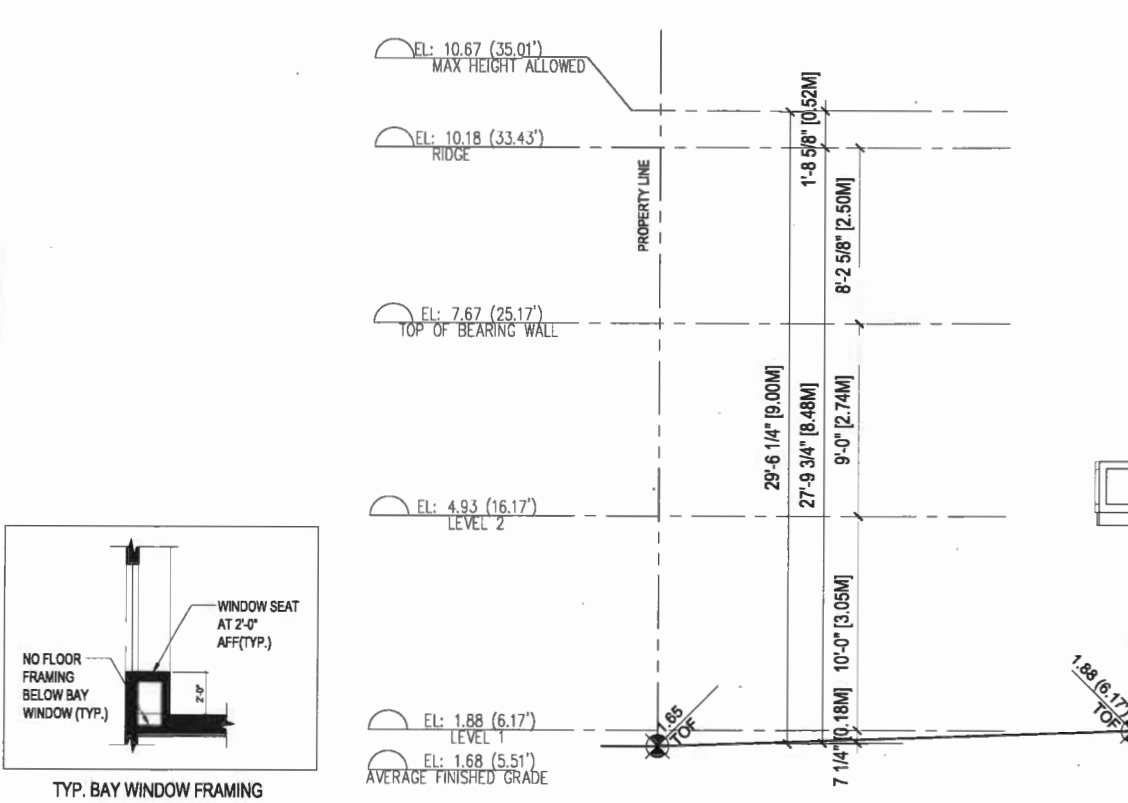 EL: 10.67 (35.01')
MAX HEIGHT ALLOWED
EL: 10.18 (33.43')
RIDGE
PROPERTY LINE
1'-8 5/8" [0.52M]
8'-2 5/8" [2.50M]
EL: 7.67 (25.17')
TOP OF BEARING WALL
29'-6 1/4" [9.00M]
27'-9 3/4" [8.48M]
9'-0" [2.74M]
EL: 4.93 (16.17')
LEVEL 2
10'-0" [3.05M]
7 1/4" [0.18M]
EL: 1.88 (6.17')
LEVEL 1
EL: 1.68 (5.51')
AVERAGE FINISHED GRADE
1.65
TOF
1.88 (6.17')
TOF
WINDOW SEAT
AT 2'-0"
AFF(TYP.)
NO FLOOR
FRAMING
BELOW BAY
WINDOW (TYP.)
2'-0"
TYP. BAY WINDOW FRAMING